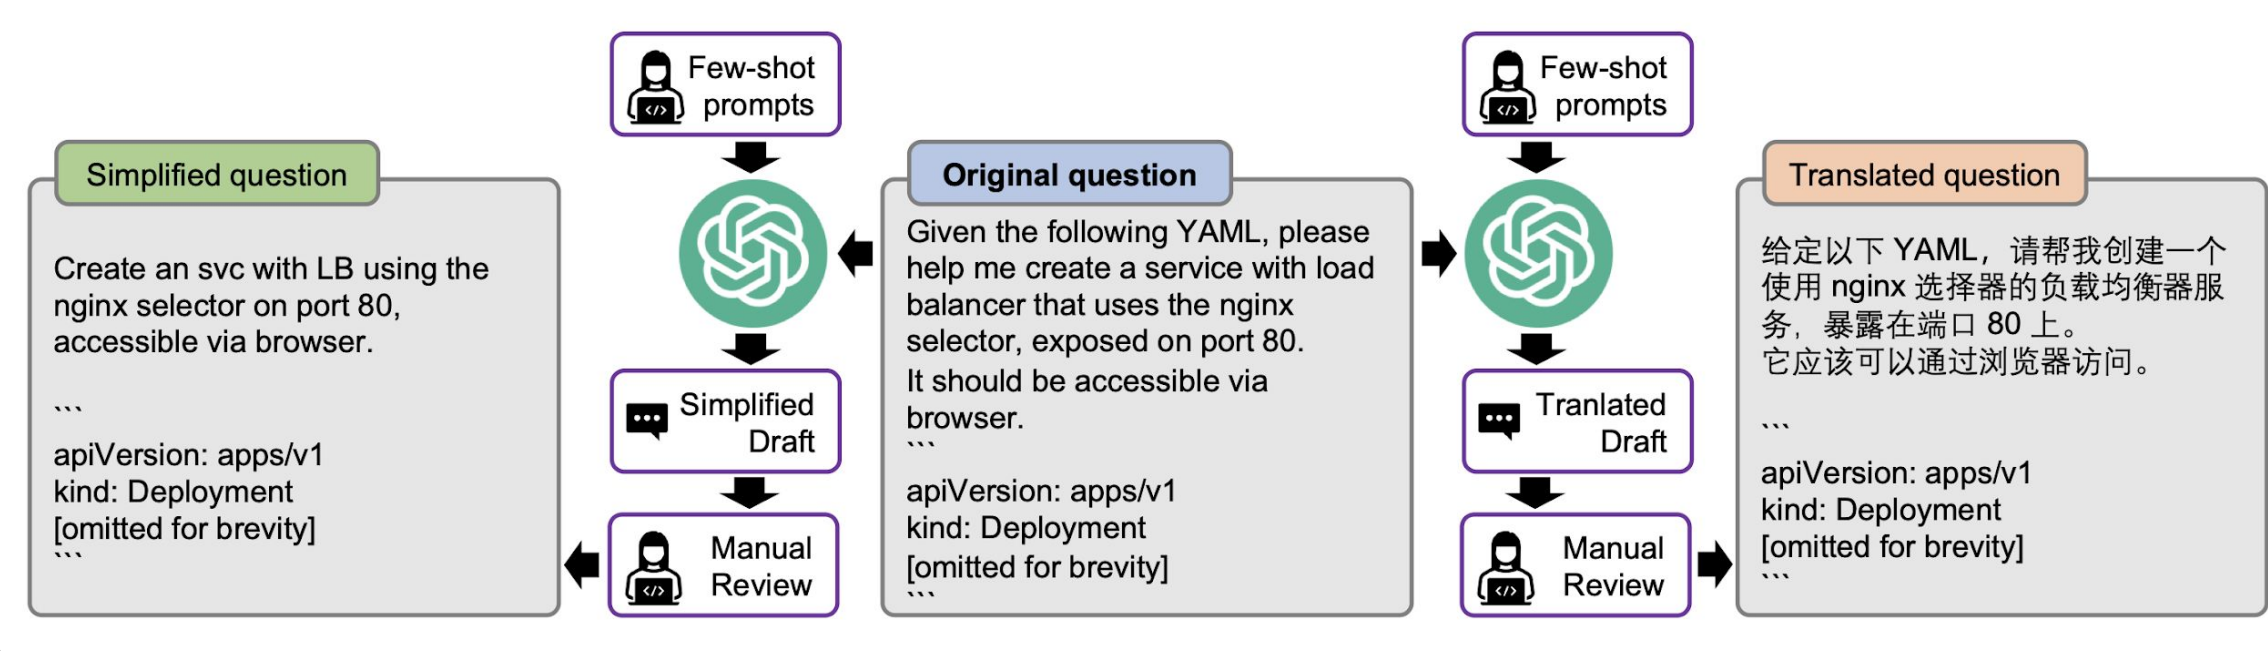 Simplified question
Create an svc with LB using the
nginx selector on port 80,
accessible via browser.
```
apiVersion: apps/v1
kind: Deployment
[omitted for brevity]
```
Few-shot
prompts
</>
Simplified
Draft
Manual
Review
</>
Original question
Given the following YAML, please
help me create a service with load
balancer that uses the nginx
selector, exposed on port 80.
It should be accessible via
browser.
```
apiVersion: apps/v1
kind: Deployment
[omitted for brevity]
```
Few-shot
prompts
</>
Tranlated
Draft
Manual
Review
</>
Translated question
给定以下 YAML，请帮我创建一个
使用 nginx 选择器的负载均衡器服
务，暴露在端口 80 上。
它应该可以通过浏览器访问。
```
apiVersion: apps/v1
kind: Deployment
[omitted for brevity]
```